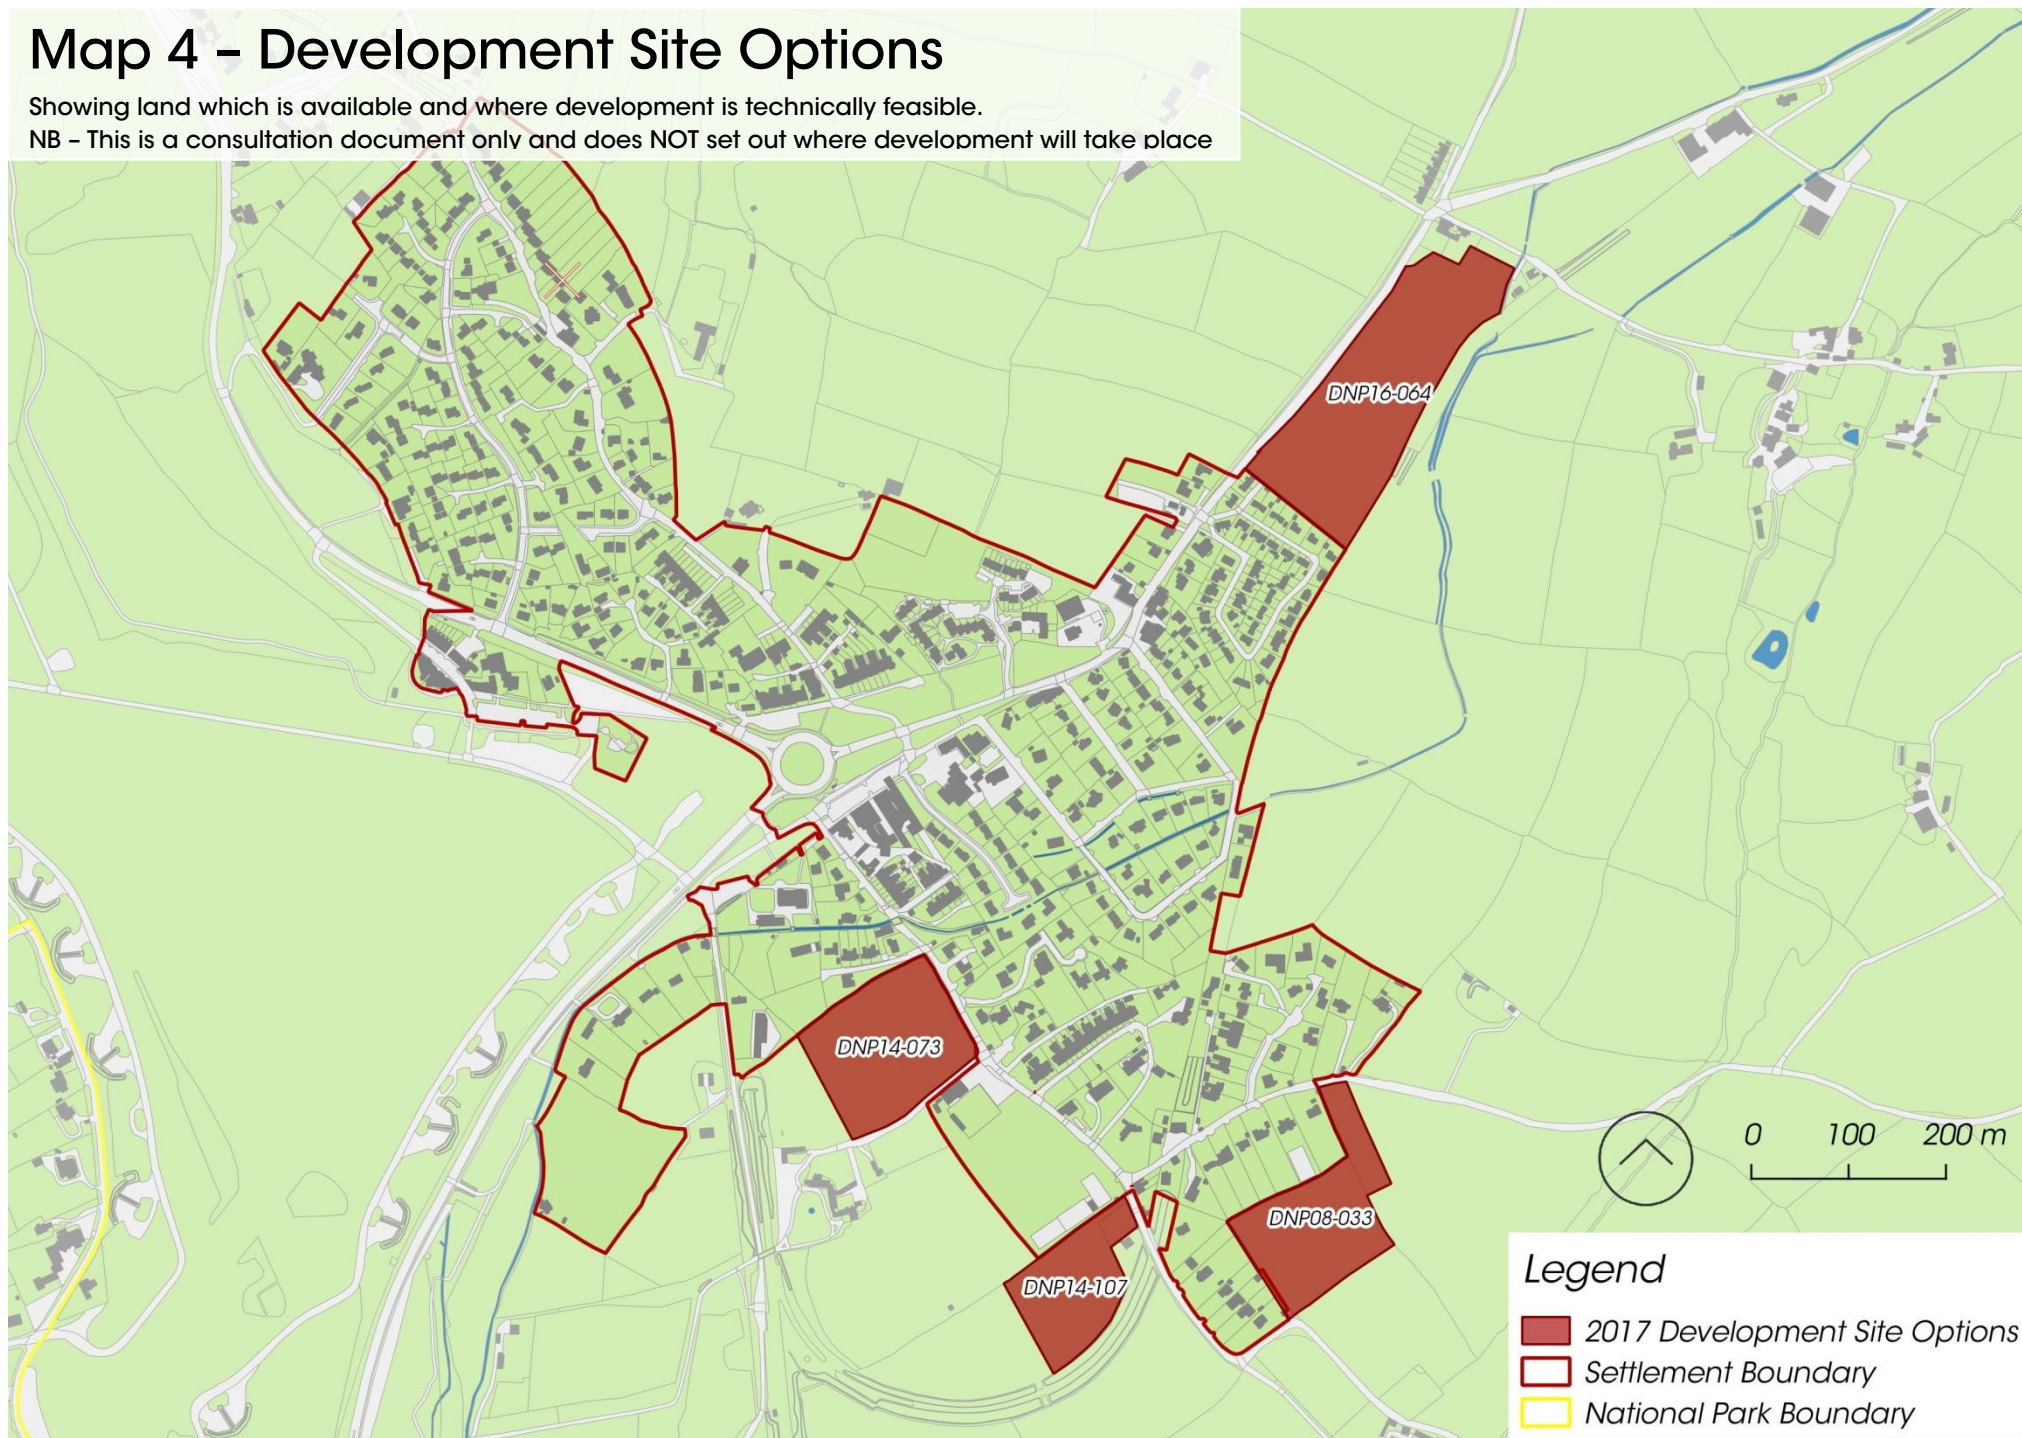 Map 4 – Development Site Options
Showing land which is available and where development is technically feasible.
NB – This is a consultation document only and does NOT set out where development will take place
DNP16-064
DNP14-073
DNP08-033
DNP14-107
0 100 200 m
Legend
2017 Development Site Options
Settlement Boundary
National Park Boundary